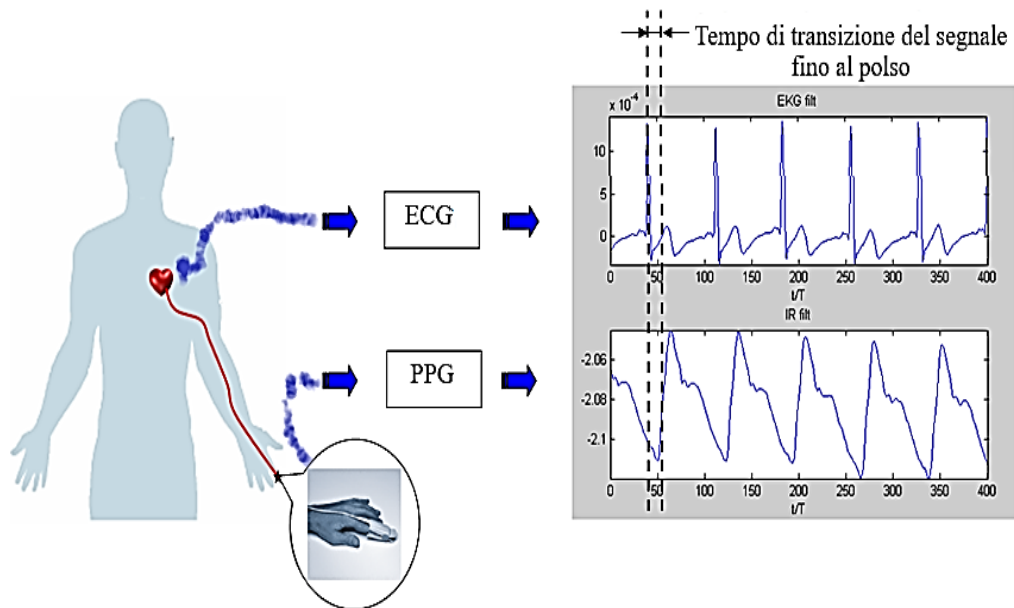 Tempo di transizione del segnale
fino al polso
x 10^-4
EKG filt
10
5
0
0 50 100 150 200 250 300 350 400
t/T
ECG
IR filt
-2.06
-2.08
-2.1
0 50 100 150 200 250 300 350 400
t/T
PPG